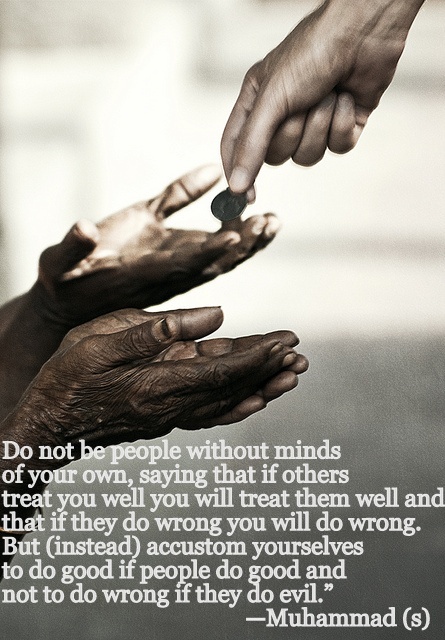 Do not be people without minds
of your own, saying that if others
treat you well you will treat them well and
that if they do wrong you will do wrong.
But (instead) accustom yourselves
to do good if people do good and
not to do wrong if they do evil.”
—Muhammad (s)